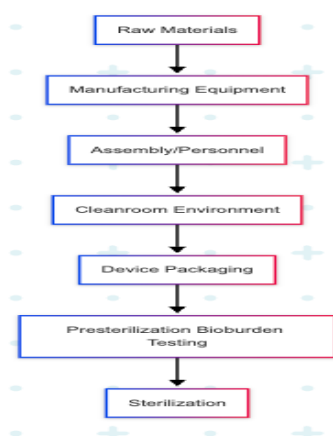 Raw Materials
Manufacturing Equipment
Assembly/Personnel
Cleanroom Environment
Device Packaging
Presterilization Bioburden
Testing
Sterilization